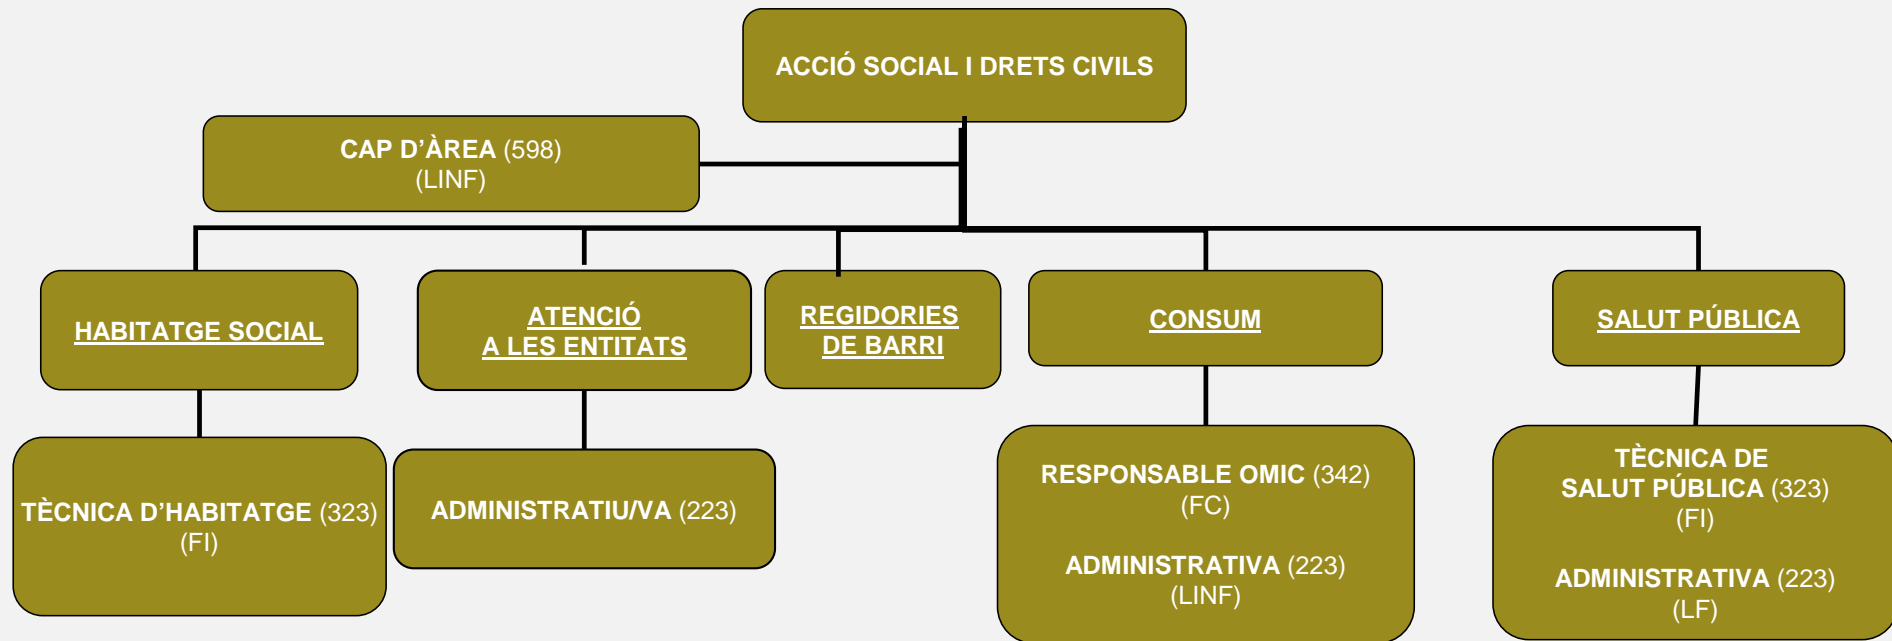 ACCIÓ SOCIAL I DRETS CIVILS
CAP D’ÀREA (598)
(LINF)
HABITATGE SOCIAL
ATENCIÓ
A LES ENTITATS
REGIDORIES
DE BARRI
CONSUM
SALUT PÚBLICA
TÈCNICA D’HABITATGE (323)
(FI)
ADMINISTRATIU/VA (223)
RESPONSABLE OMIC (342)
(FC)
ADMINISTRATIVA (223)
(LINF)
TÈCNICA DE
SALUT PÚBLICA (323)
(FI)
ADMINISTRATIVA (223)
(LF)